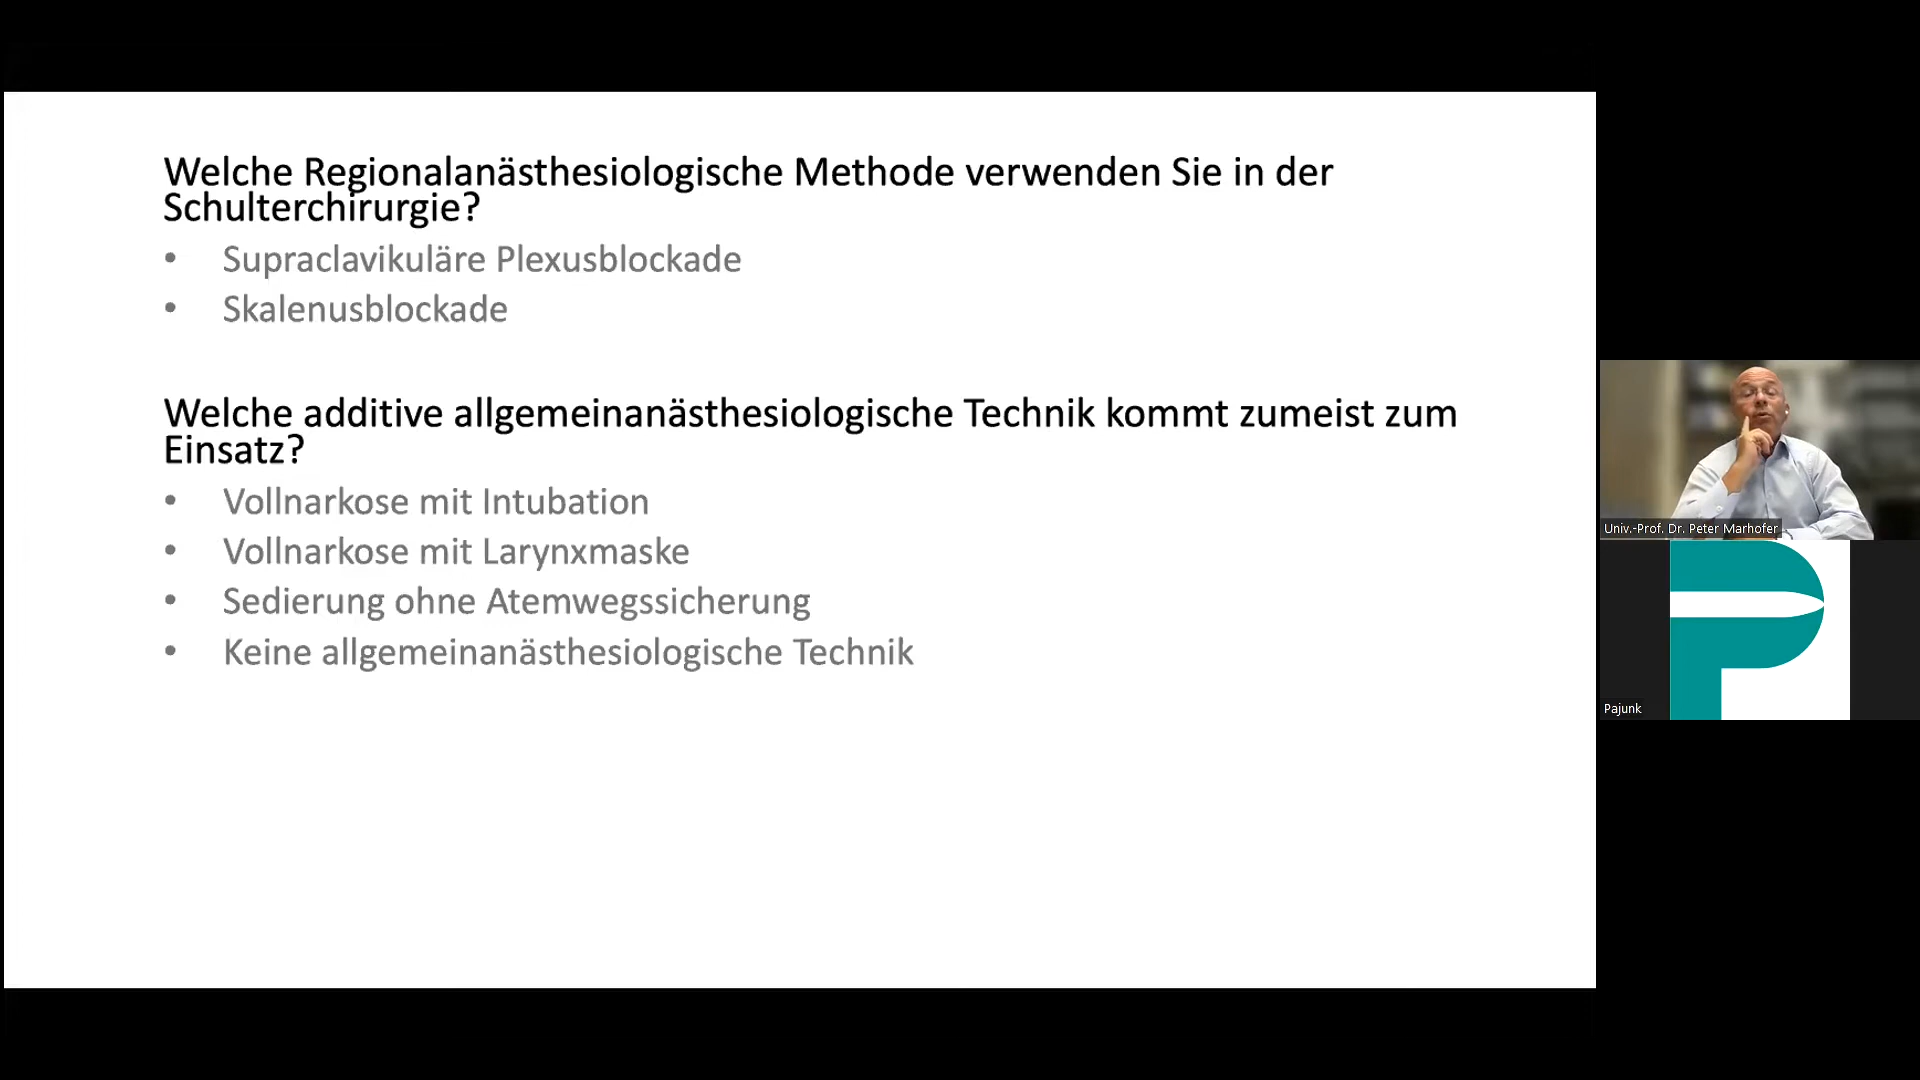 Welche Regionalanästhesiologische Methode verwenden Sie in der
Schulterchirurgie?
• Supraclavikuläre Plexusblockade
• Skalenusblockade
Welche additive allgemeinanästhesiologische Technik kommt zumeist zum
Einsatz?
• Vollnarkose mit Intubation
• Vollnarkose mit Larynxmaske
• Sedierung ohne Atemwegssicherung
• Keine allgemeinanästhesiologische Technik
Univ.-Prof. Dr. Peter Marhofer
Pajunk